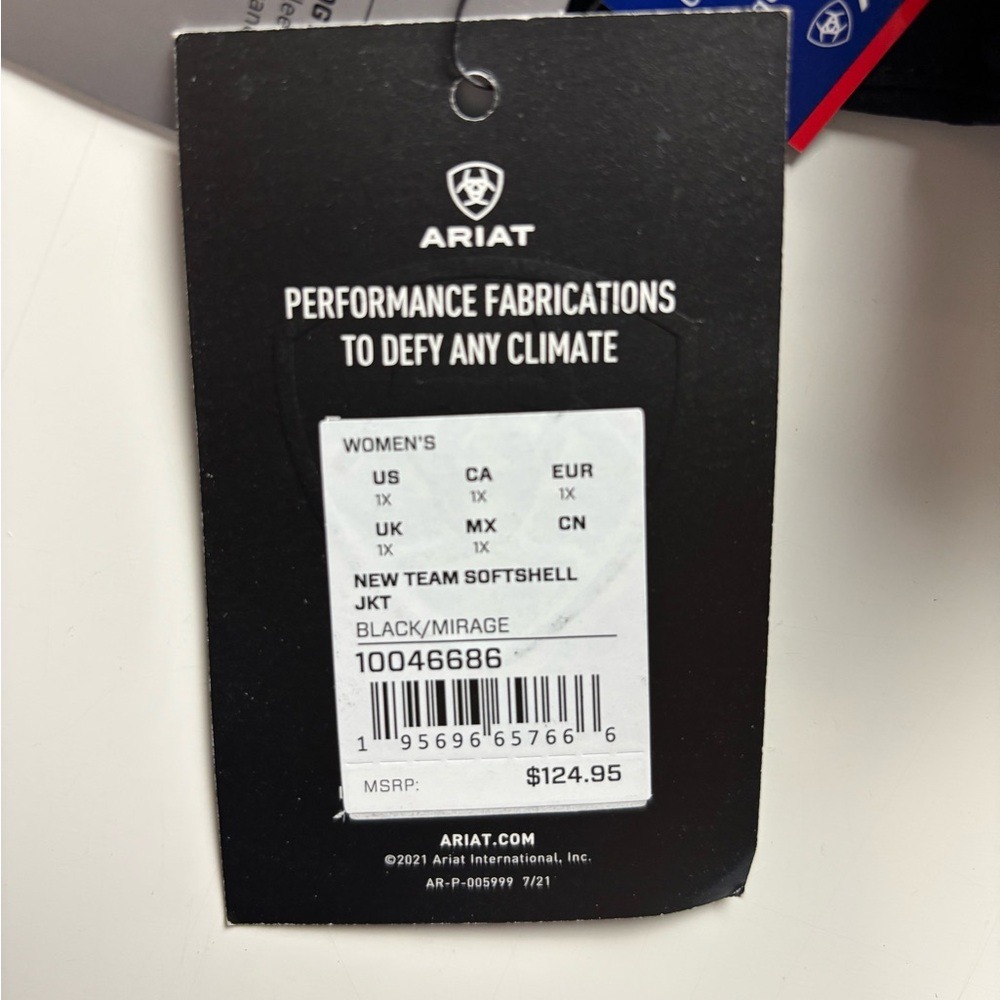 ARIAT
PERFORMANCE FABRICATIONS
TO DEFY ANY CLIMATE
WOMEN'S
US CA EUR
1X 1X 1X
UK MX CN
1X 1X
NEW TEAM SOFTSHELL
JKT
BLACK/MIRAGE
10046686
1 95696 65766 6
MSRP: $124.95
ARIAT.COM
©2021 Ariat International, Inc.
AR-P-005999 7/21